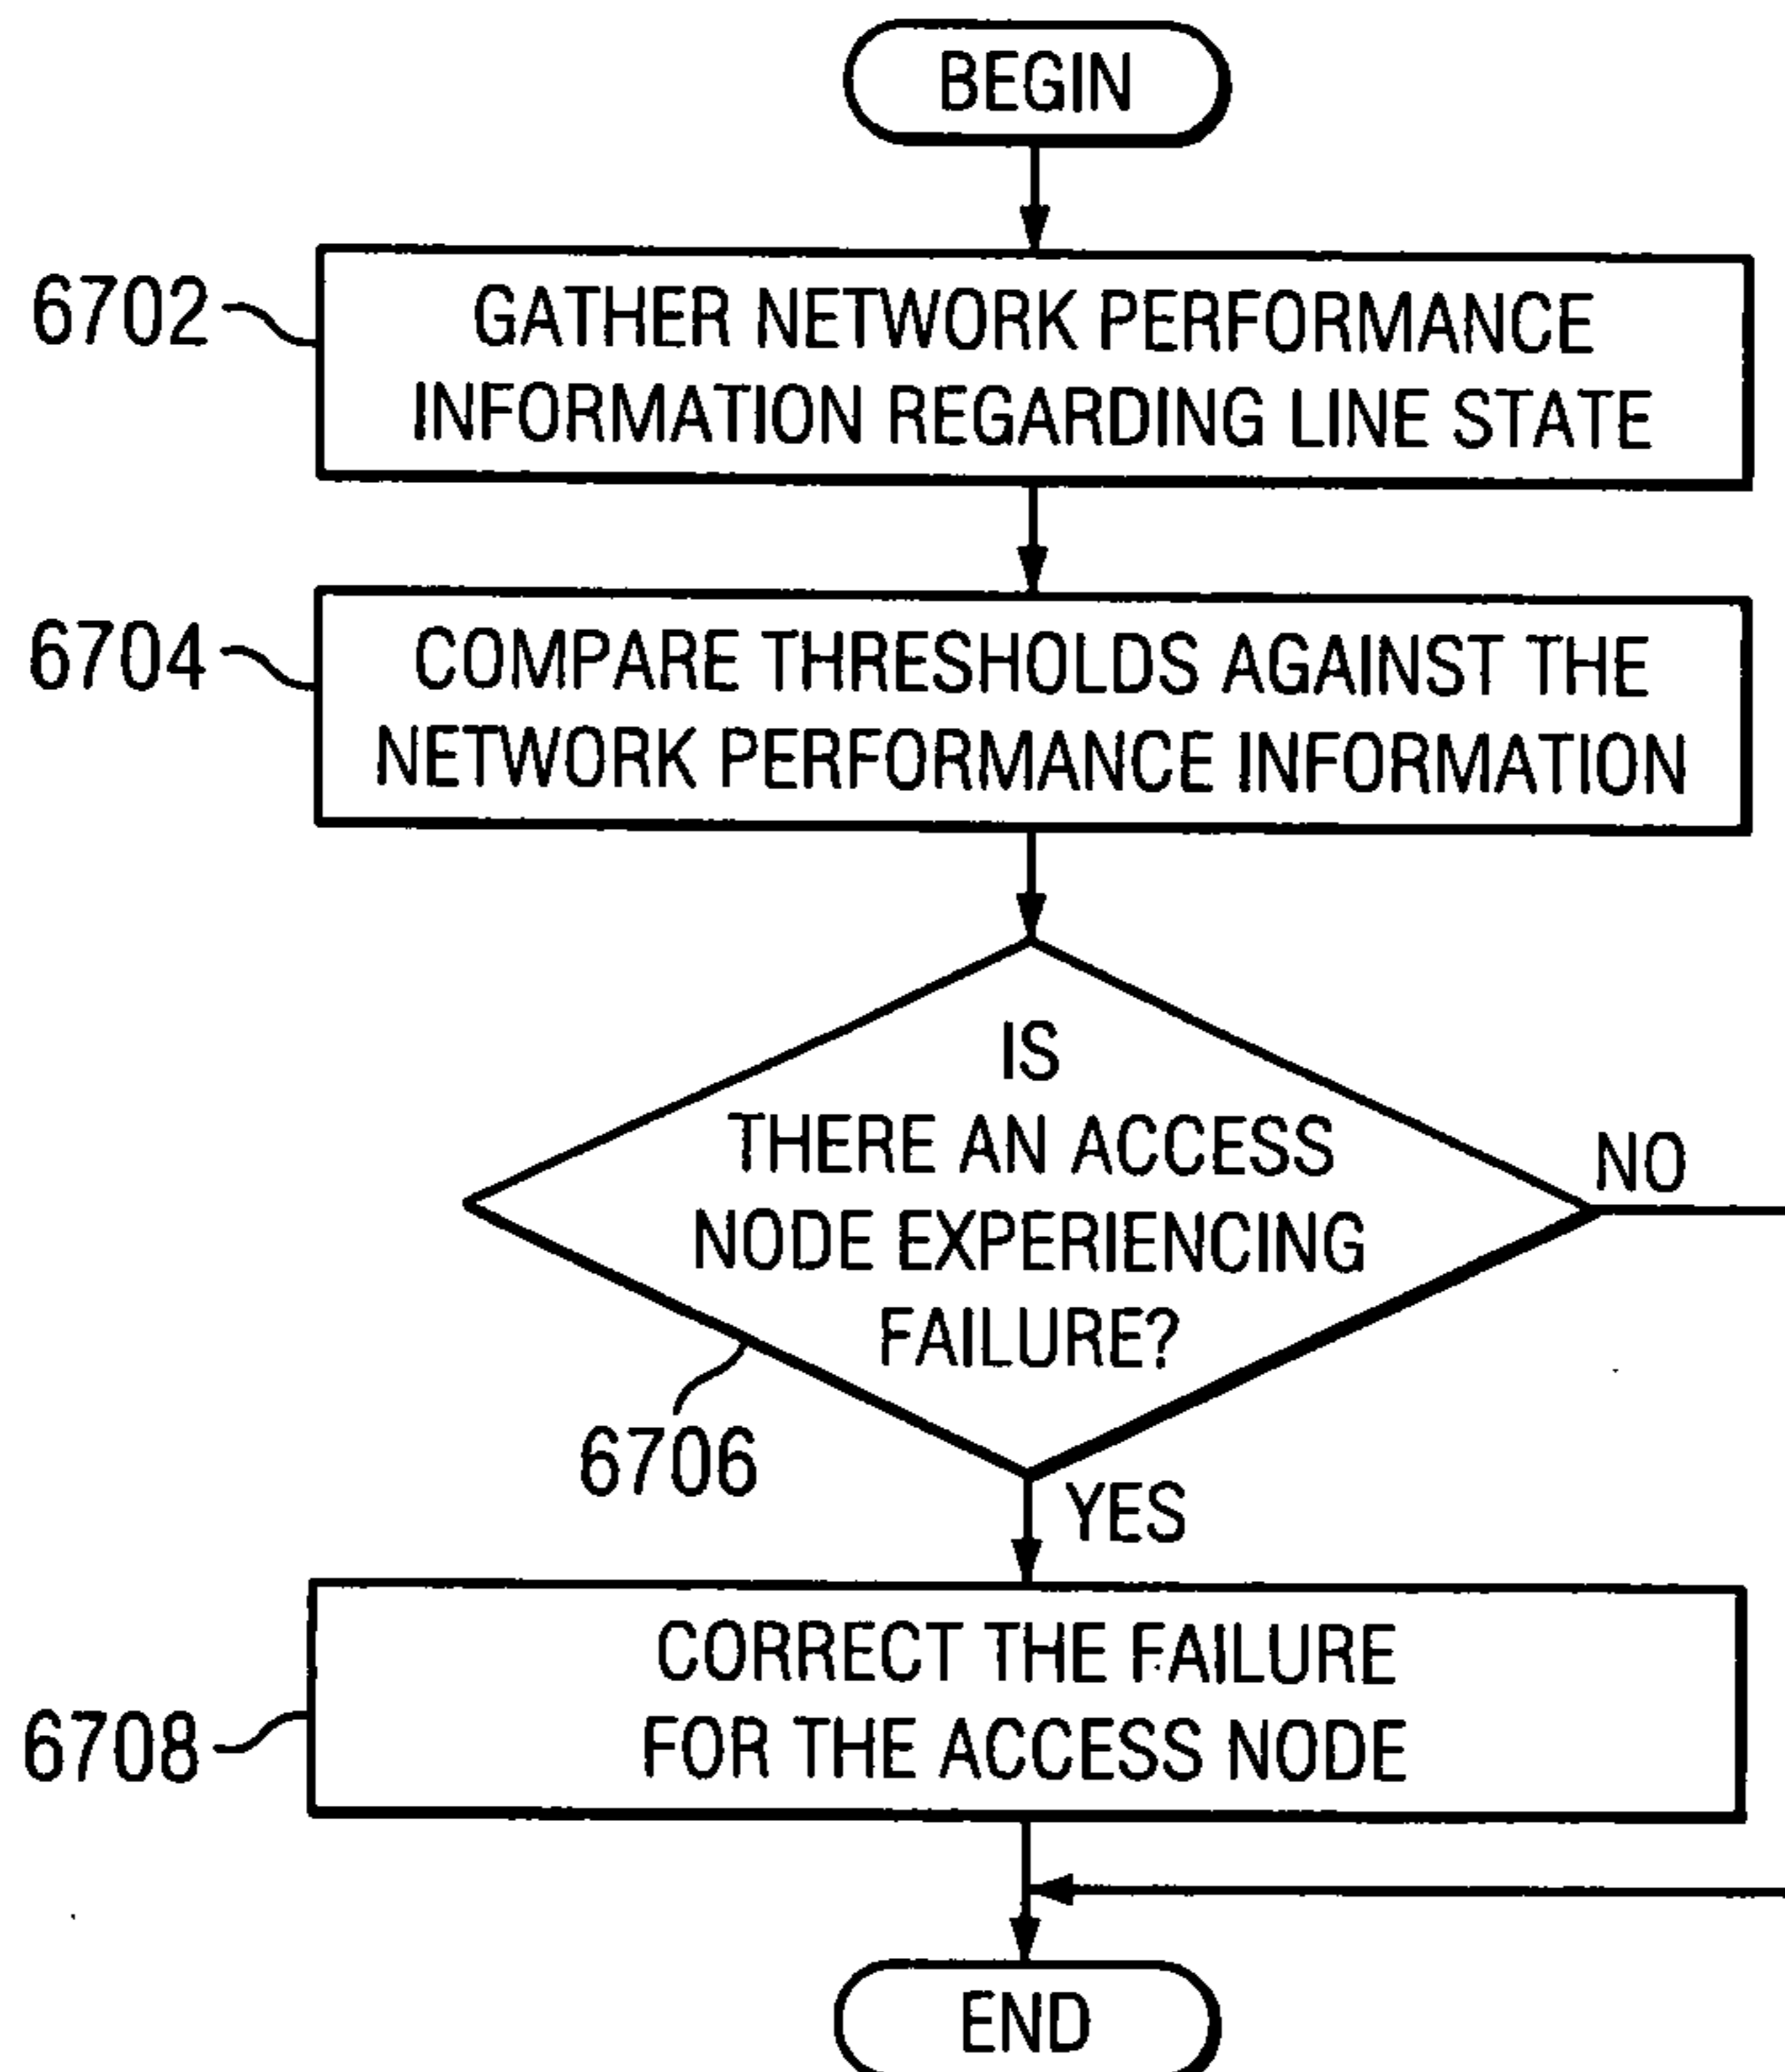 BEGIN
6702
GATHER NETWORK PERFORMANCE
INFORMATION REGARDING LINE STATE
6704
COMPARE THRESHOLDS AGAINST THE
NETWORK PERFORMANCE INFORMATION
IS
THERE AN ACCESS
NODE EXPERIENCING
FAILURE?
NO
6706
YES
6708
CORRECT THE FAILURE
FOR THE ACCESS NODE
END